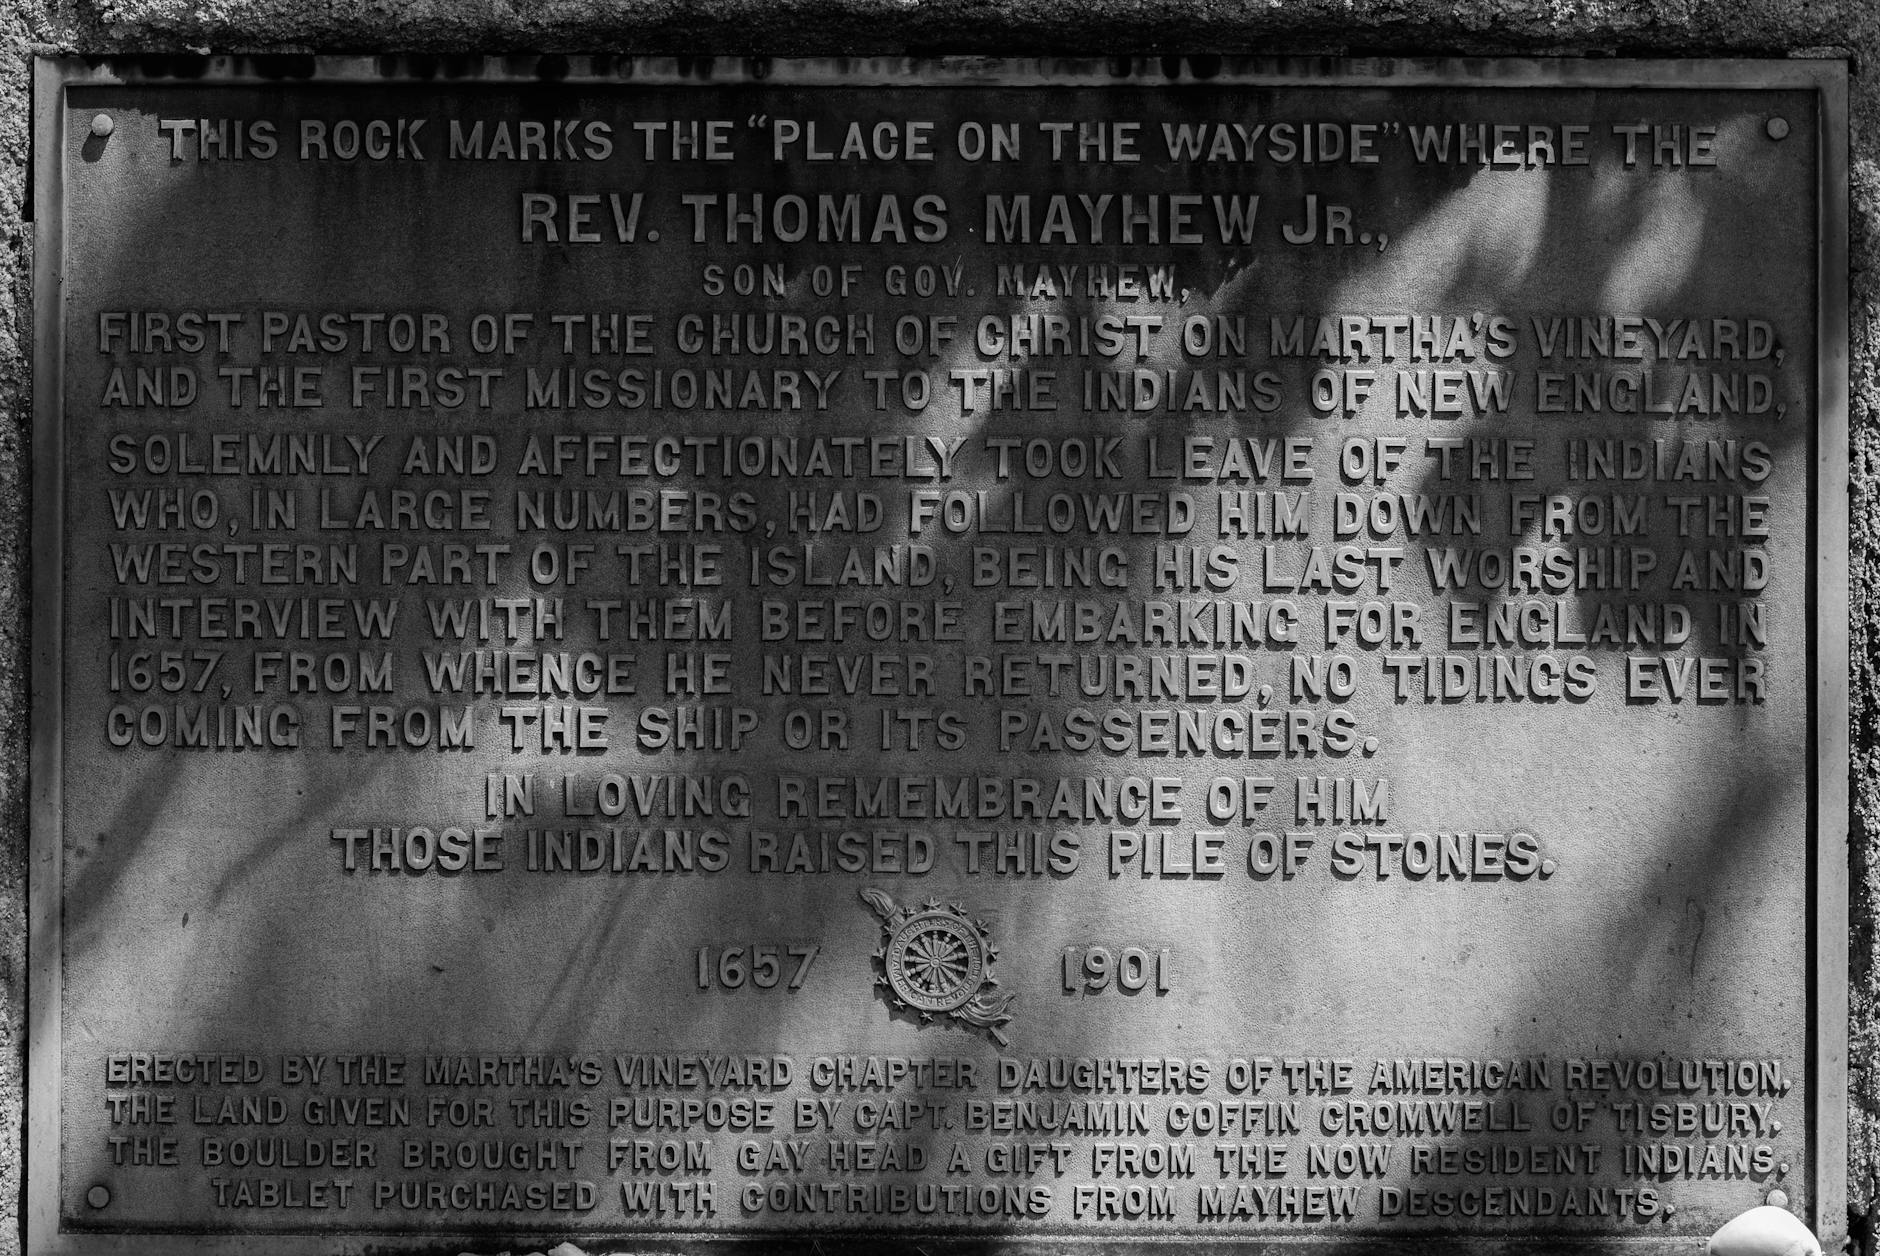 THIS ROCK MARKS THE "PLACE ON THE WAYSIDE" WHERE THE
REV. THOMAS MAYHEW JR.,
SON OF GOV. MAYHEW,
FIRST PASTOR OF THE CHURCH OF CHRIST ON MARTHA'S VINEYARD,
AND THE FIRST MISSIONARY TO THE INDIANS OF NEW ENGLAND,
SOLEMNLY AND AFFECTIONATELY TOOK LEAVE OF THE INDIANS
WHO, IN LARGE NUMBERS, HAD FOLLOWED HIM DOWN FROM THE
WESTERN PART OF THE ISLAND, BEING HIS LAST WORSHIP AND
INTERVIEW WITH THEM BEFORE EMBARKING FOR ENGLAND IN
1657, FROM WHENCE HE NEVER RETURNED, NO TIDINGS EVER
COMING FROM THE SHIP OR ITS PASSENGERS.
IN LOVING REMEMBRANCE OF HIM
THOSE INDIANS RAISED THIS PILE OF STONES.
DAUGHTERS OF THE AMERICAN REVOLUTION
1657 1901
ERECTED BY THE MARTHA'S VINEYARD CHAPTER DAUGHTERS OF THE AMERICAN REVOLUTION.
THE LAND GIVEN FOR THIS PURPOSE BY CAPT. BENJAMIN COFFIN CROMWELL OF TISBURY.
THE BOULDER BROUGHT FROM GAY HEAD A GIFT FROM THE NOW RESIDENT INDIANS.
TABLET PURCHASED WITH CONTRIBUTIONS FROM MAYHEW DESCENDANTS.